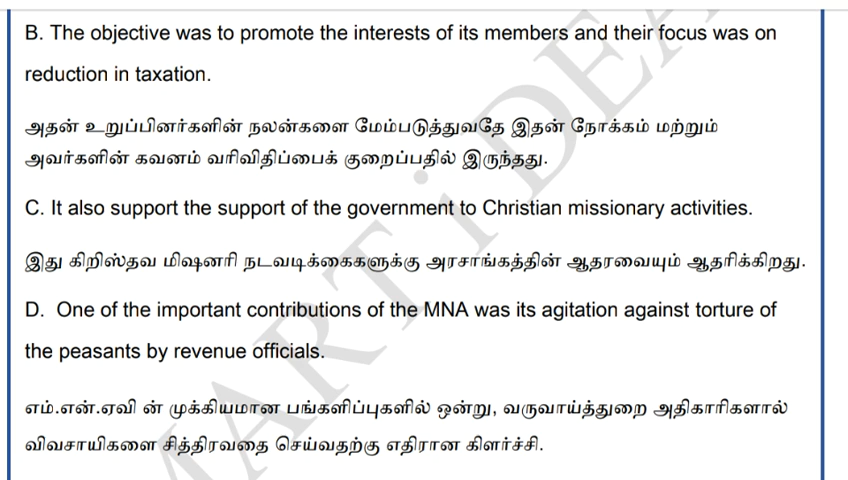 B. The objective was to promote the interests of its members and their focus was on
reduction in taxation.
அதன் உறுப்பினர்களின் நலன்களை மேம்படுத்துவதே இதன் நோக்கம் மற்றும்
அவர்களின் கவனம் வரிவிதிப்பைக் குறைப்பதில் இருந்தது.
C. It also support the support of the government to Christian missionary activities.
இது கிறிஸ்தவ மிஷனரி நடவடிக்கைகளுக்கு அரசாங்கத்தின் ஆதரவையும் ஆதரிக்கிறது.
D. One of the important contributions of the MNA was its agitation against torture of
the peasants by revenue officials.
எம்.என்.ஏவி ன் முக்கியமான பங்களிப்புகளில் ஒன்று, வருவாய்த்துறை அதிகாரிகளால்
விவசாயிகளை சித்திரவதை செய்வதற்கு எதிரான கிளர்ச்சி.
MART i DEA